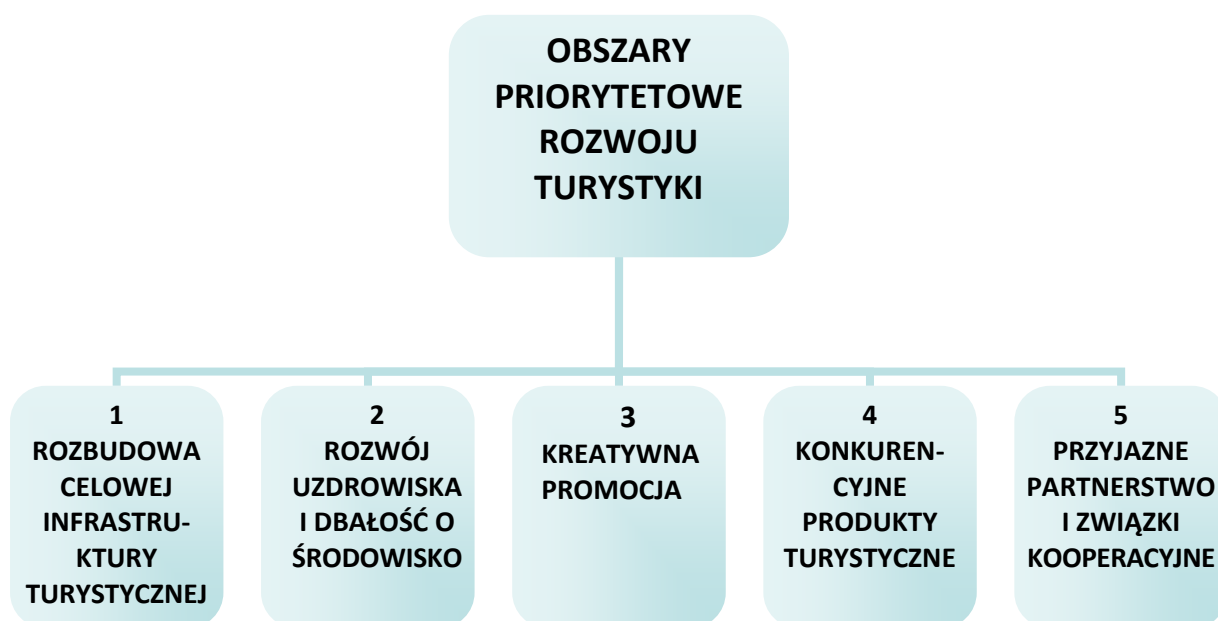 OBSZARY
PRIORYTETOWE
ROZWOJU
TURYSTYKI
1
ROZBUDOWA
CELOWEJ
INFRASTRU-
KTURY
TURYSTYCZNEJ
2
ROZWÓJ
UZDROWISKA
I DBAŁOŚĆ O
ŚRODOWISKO
3
KREATYWNA
PROMOCJA
4
KONKUREN-
CYJNE
PRODUKTY
TURYSTYCZNE
5
PRZYJAZNE
PARTNERSTWO
I ZWIĄZKI
KOOPERACYJNE